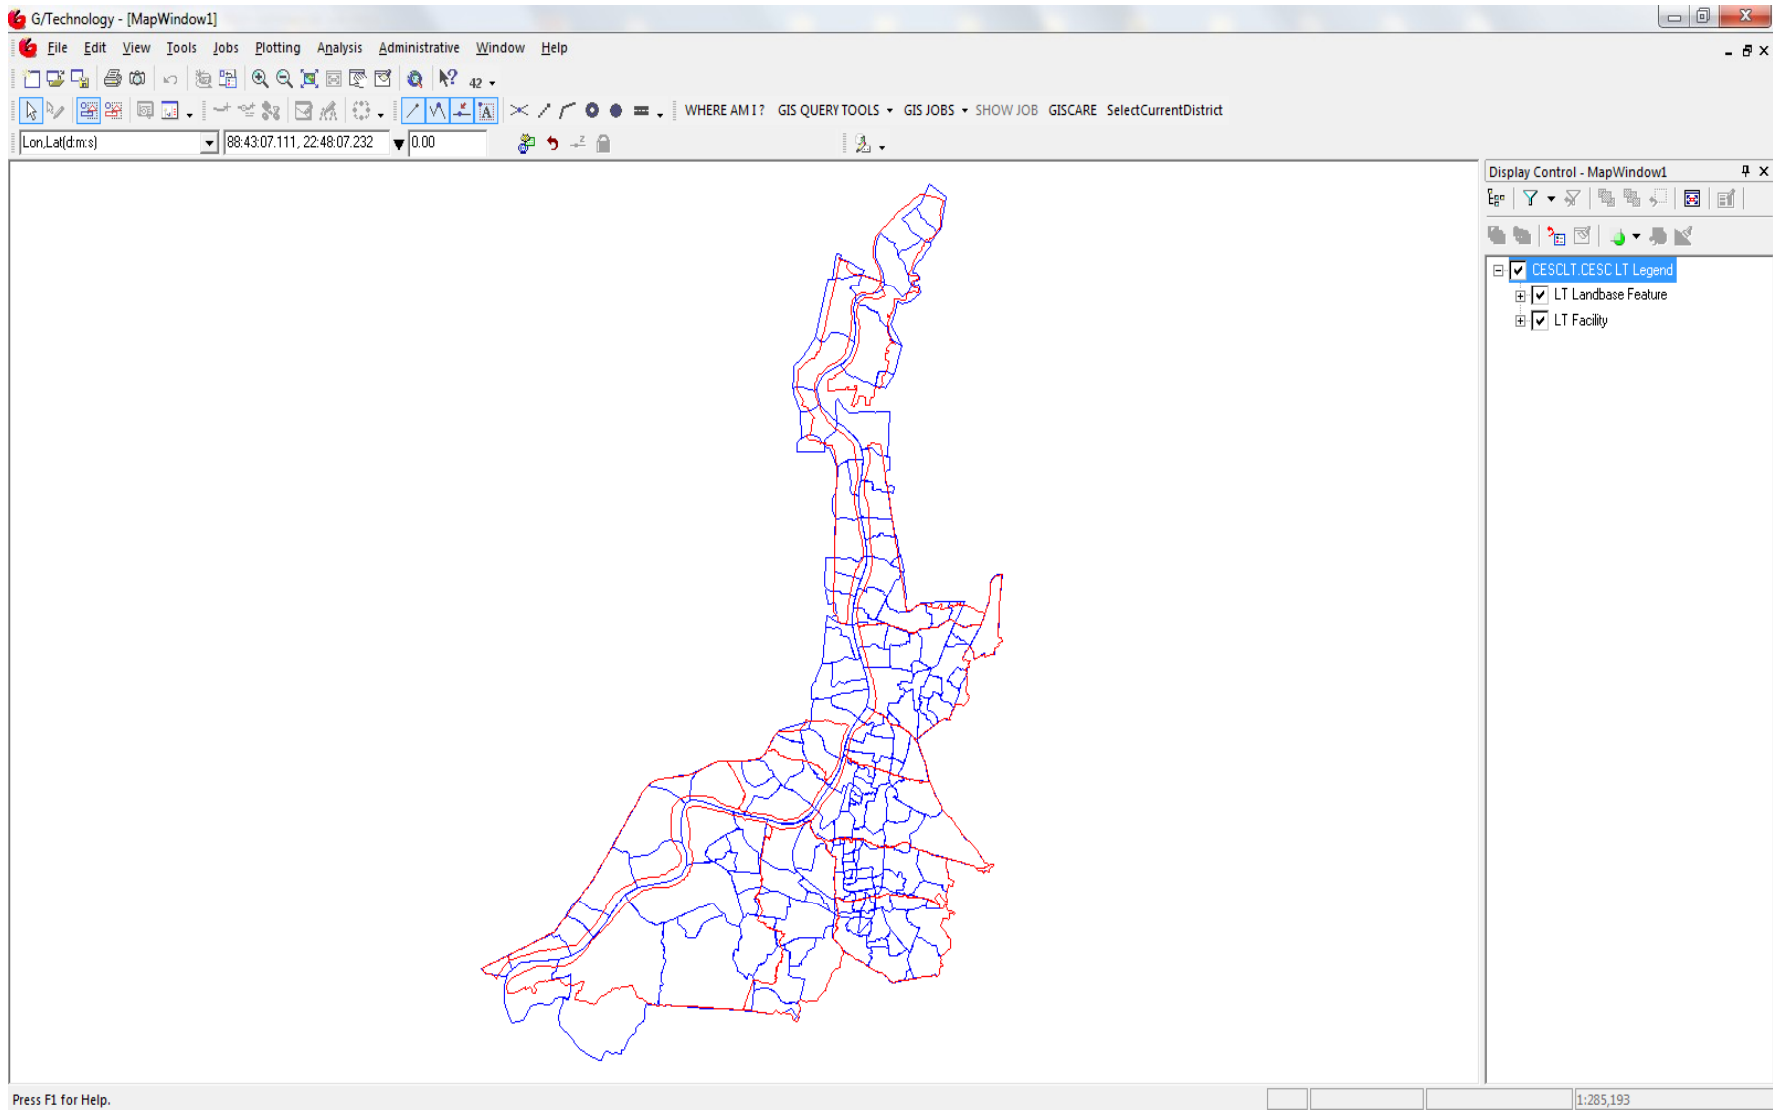 G/Technology - [MapWindow1]
File Edit View Tools Jobs Plotting Analysis Administrative Window Help
42
WHERE AM I? GIS QUERY TOOLS GIS JOBS SHOW JOB GISCARE SelectCurrentDistrict
Lon,Lat(d:m:s) 88:43:07.111, 22:48:07.232 0.00
Display Control - MapWindow1
CESCLT.CESC LT Legend
LT Landbase Feature
LT Facility
Press F1 for Help.
1:285,193